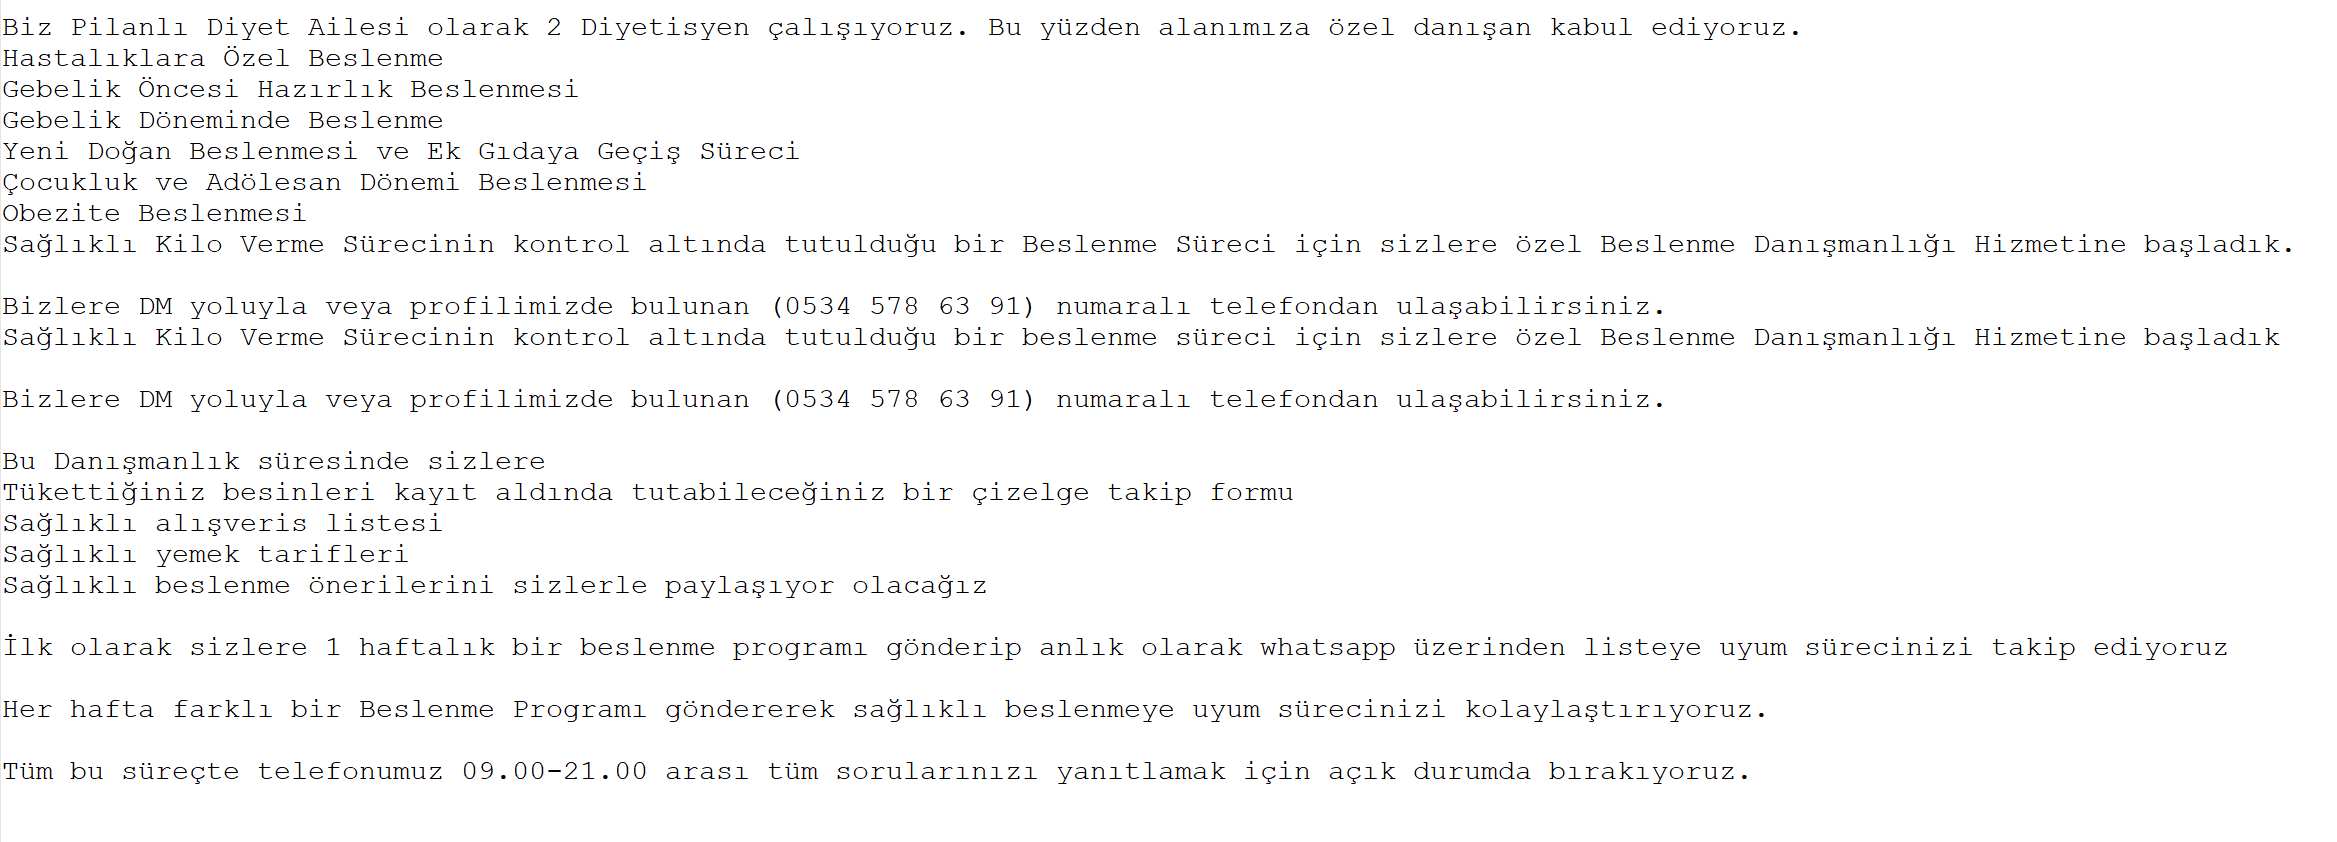 Biz Pilanlı Diyet Ailesi olarak 2 Diyetisyen çalışıyoruz. Bu yüzden alanımıza özel danışan kabul ediyoruz.
Hastalıklara Özel Beslenme
Gebelik Öncesi Hazırlık Beslenmesi
Gebelik Döneminde Beslenme
Yeni Doğan Beslenmesi ve Ek Gıdaya Geçiş Süreci
Çocukluk ve Adölesan Dönemi Beslenmesi
Obezite Beslenmesi
Sağlıklı Kilo Verme Sürecinin kontrol altında tutulduğu bir Beslenme Süreci için sizlere özel Beslenme Danışmanlığı Hizmetine başladık.
Bizlere DM yoluyla veya profilimizde bulunan (0534 578 63 91) numaralı telefondan ulaşabilirsiniz.
Sağlıklı Kilo Verme Sürecinin kontrol altında tutulduğu bir beslenme süreci için sizlere özel Beslenme Danışmanlığı Hizmetine başladık
Bizlere DM yoluyla veya profilimizde bulunan (0534 578 63 91) numaralı telefondan ulaşabilirsiniz.
Bu Danışmanlık süresinde sizlere
Tükettiğiniz besinleri kayıt aldında tutabileceğiniz bir çizelge takip formu
Sağlıklı alışveris listesi
Sağlıklı yemek tarifleri
Sağlıklı beslenme önerilerini sizlerle paylaşıyor olacağız
İlk olarak sizlere 1 haftalık bir beslenme programı gönderip anlık olarak whatsapp üzerinden listeye uyum sürecinizi takip ediyoruz
Her hafta farklı bir Beslenme Programı göndererek sağlıklı beslenmeye uyum sürecinizi kolaylaştırıyoruz.
Tüm bu süreçte telefonumuz 09.00-21.00 arası tüm sorularınızı yanıtlamak için açık durumda bırakıyoruz.